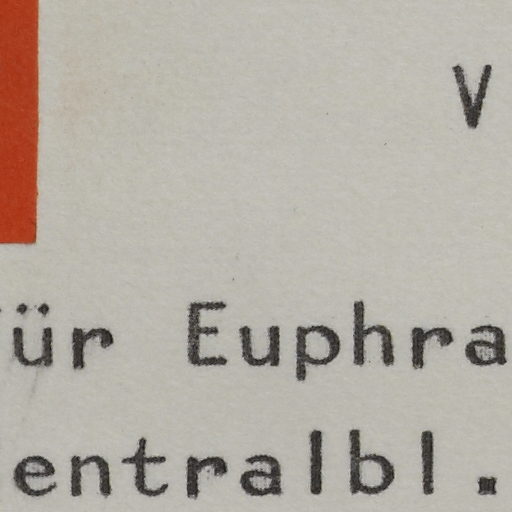 V
ür Euphra
entralbl.